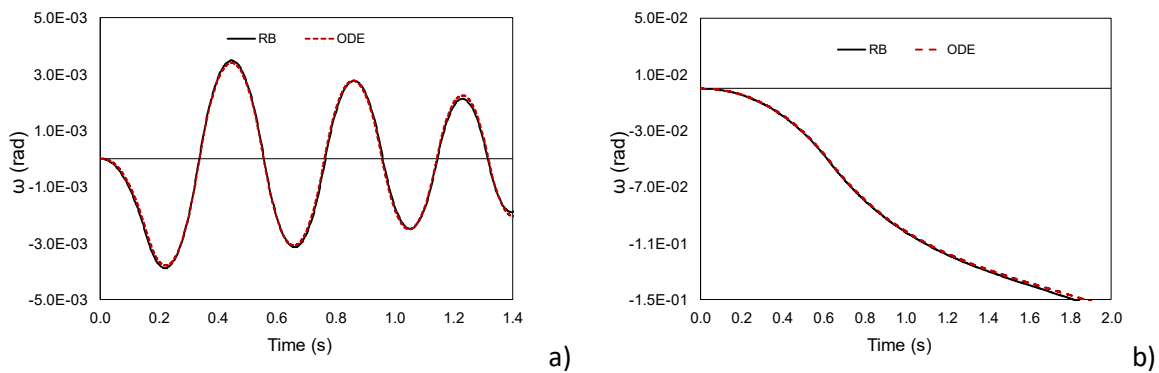 5.0E-03
3.0E-03
1.0E-03
-1.0E-03
-3.0E-03
-5.0E-03
ω (rad)
RB
ODE
0.0 0.2 0.4 0.6 0.8 1.0 1.2 1.4
Time (s)
a)
5.0E-02
1.0E-02
-3.0E-02
-7.0E-02
-1.1E-01
-1.5E-01
ω (rad)
RB
ODE
0.0 0.2 0.4 0.6 0.8 1.0 1.2 1.4 1.6 1.8 2.0
Time (s)
b)